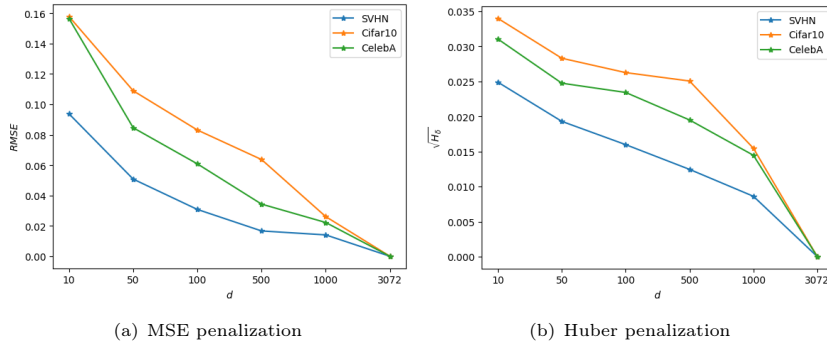 0.16
0.14
0.12
0.10
0.08
0.06
0.04
0.02
0.00
RMSE
10 50 100 500 1000 3072
d
SVHN
Cifar10
CelebA
(a) MSE penalization
0.035
0.030
0.025
0.020
0.015
0.010
0.005
0.000
√Hδ
10 50 100 500 1000 3072
d
SVHN
Cifar10
CelebA
(b) Huber penalization